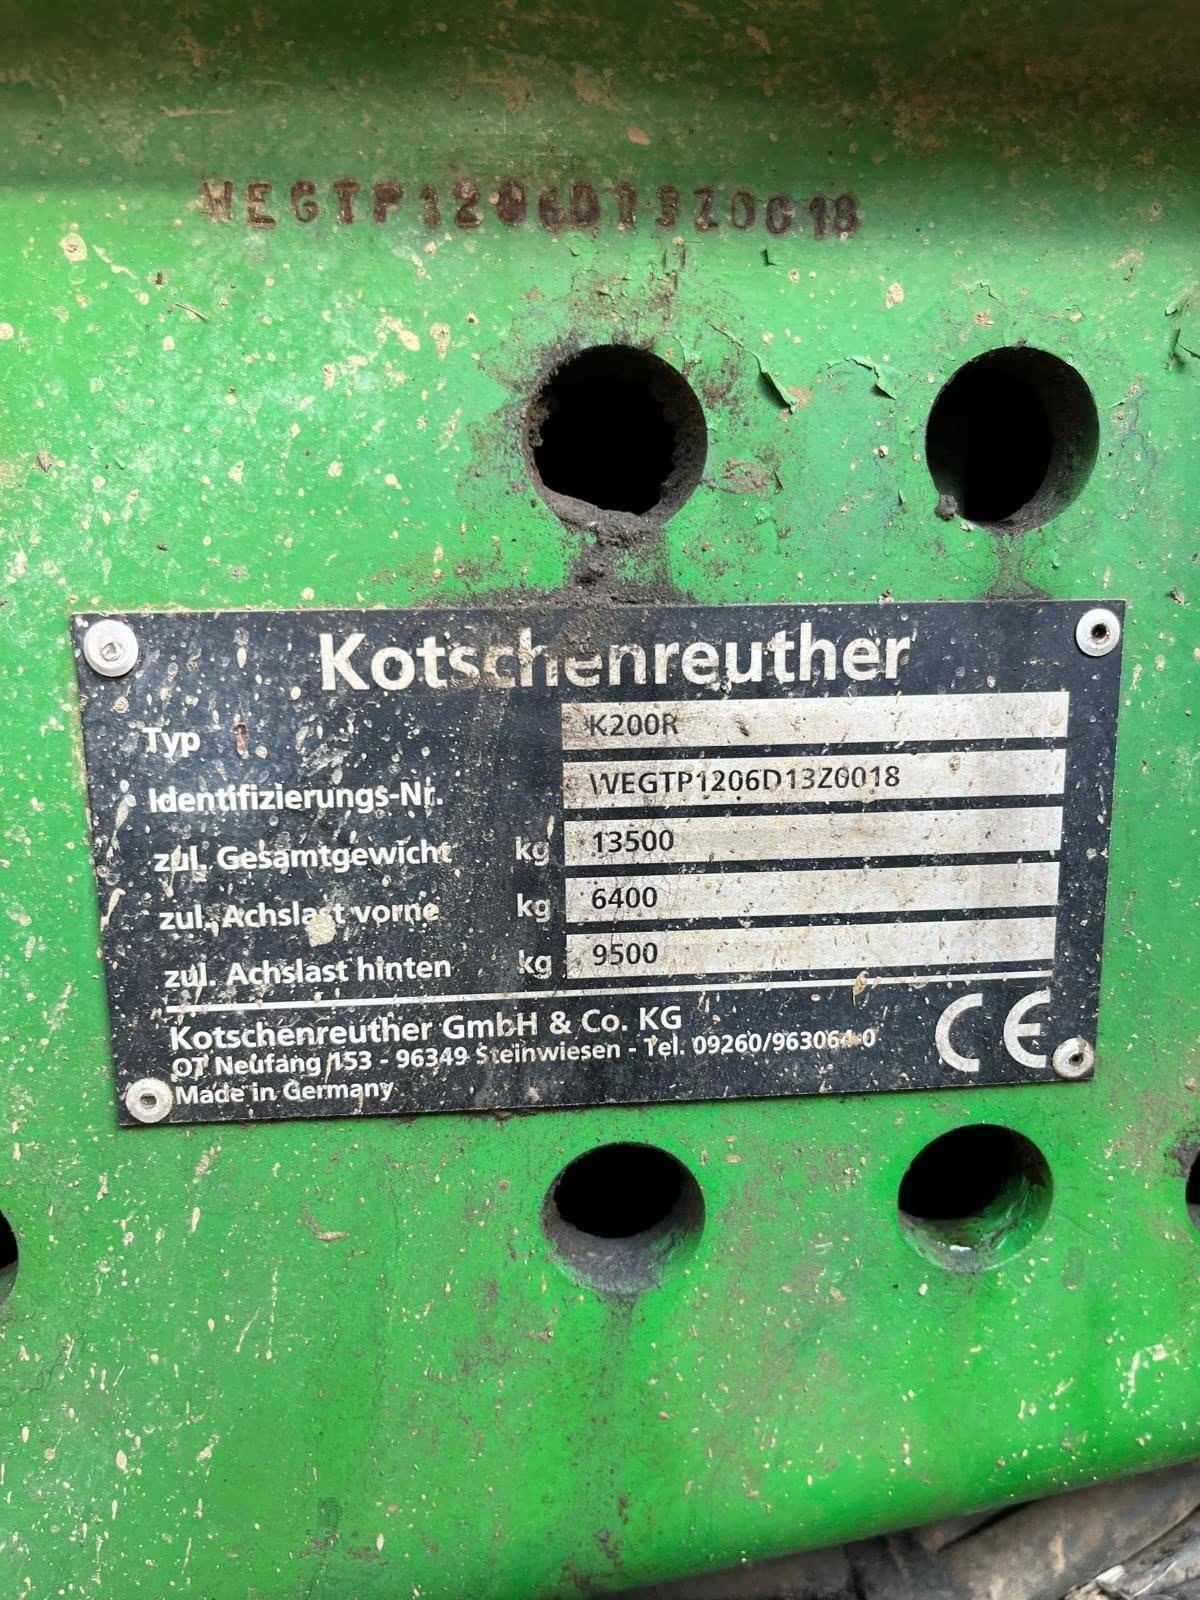 WEGTP1206D13Z0018
Kotschenreuther
Typ K200R
Identifizierungs-Nr. WEGTP1206D13Z0018
zul. Gesamtgewicht kg 13500
zul. Achslast vorne kg 6400
zul. Achslast hinten kg 9500
Kotschenreuther GmbH & Co. KG
OT Neufang 153 - 96349 Steinwiesen - Tel. 09260/963064-0
Made in Germany
CE